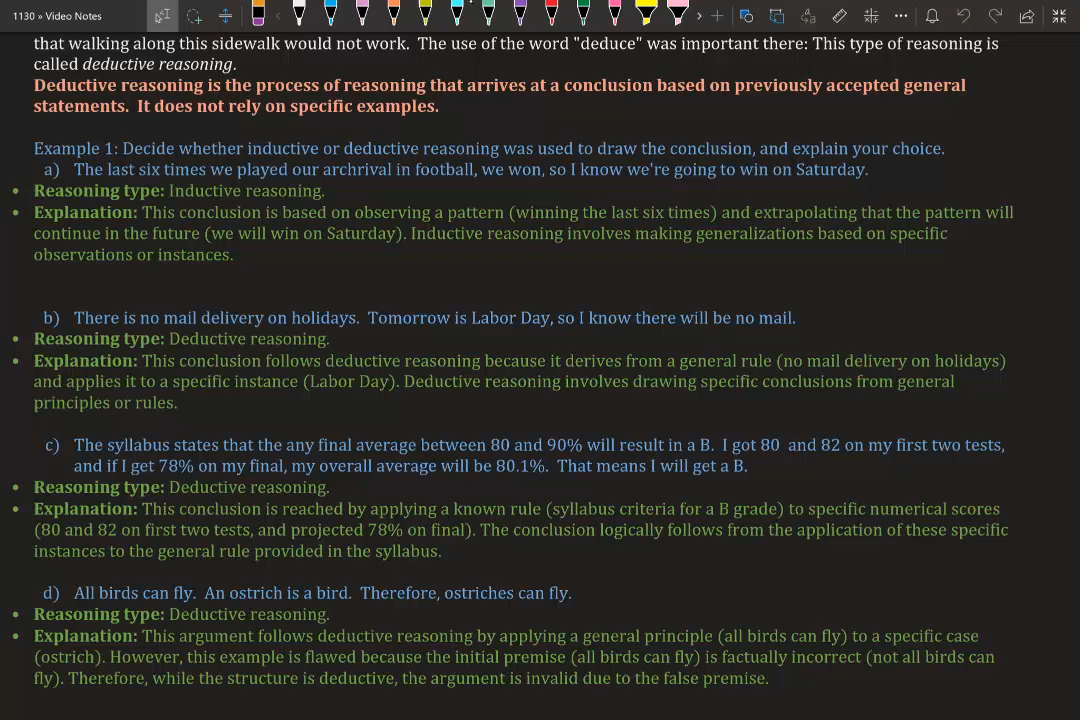 1130 » Video Notes
that walking along this sidewalk would not work. The use of the word "deduce" was important there: This type of reasoning is
called deductive reasoning.
Deductive reasoning is the process of reasoning that arrives at a conclusion based on previously accepted general
statements. It does not rely on specific examples.
Example 1: Decide whether inductive or deductive reasoning was used to draw the conclusion, and explain your choice.
a) The last six times we played our archrival in football, we won, so I know we're going to win on Saturday.
• Reasoning type: Inductive reasoning.
• Explanation: This conclusion is based on observing a pattern (winning the last six times) and extrapolating that the pattern will
continue in the future (we will win on Saturday). Inductive reasoning involves making generalizations based on specific
observations or instances.
b) There is no mail delivery on holidays. Tomorrow is Labor Day, so I know there will be no mail.
• Reasoning type: Deductive reasoning.
• Explanation: This conclusion follows deductive reasoning because it derives from a general rule (no mail delivery on holidays)
and applies it to a specific instance (Labor Day). Deductive reasoning involves drawing specific conclusions from general
principles or rules.
c) The syllabus states that the any final average between 80 and 90% will result in a B. I got 80 and 82 on my first two tests,
and if I get 78% on my final, my overall average will be 80.1%. That means I will get a B.
• Reasoning type: Deductive reasoning.
• Explanation: This conclusion is reached by applying a known rule (syllabus criteria for a B grade) to specific numerical scores
(80 and 82 on first two tests, and projected 78% on final). The conclusion logically follows from the application of these specific
instances to the general rule provided in the syllabus.
d) All birds can fly. An ostrich is a bird. Therefore, ostriches can fly.
• Reasoning type: Deductive reasoning.
• Explanation: This argument follows deductive reasoning by applying a general principle (all birds can fly) to a specific case
(ostrich). However, this example is flawed because the initial premise (all birds can fly) is factually incorrect (not all birds can
fly). Therefore, while the structure is deductive, the argument is invalid due to the false premise.